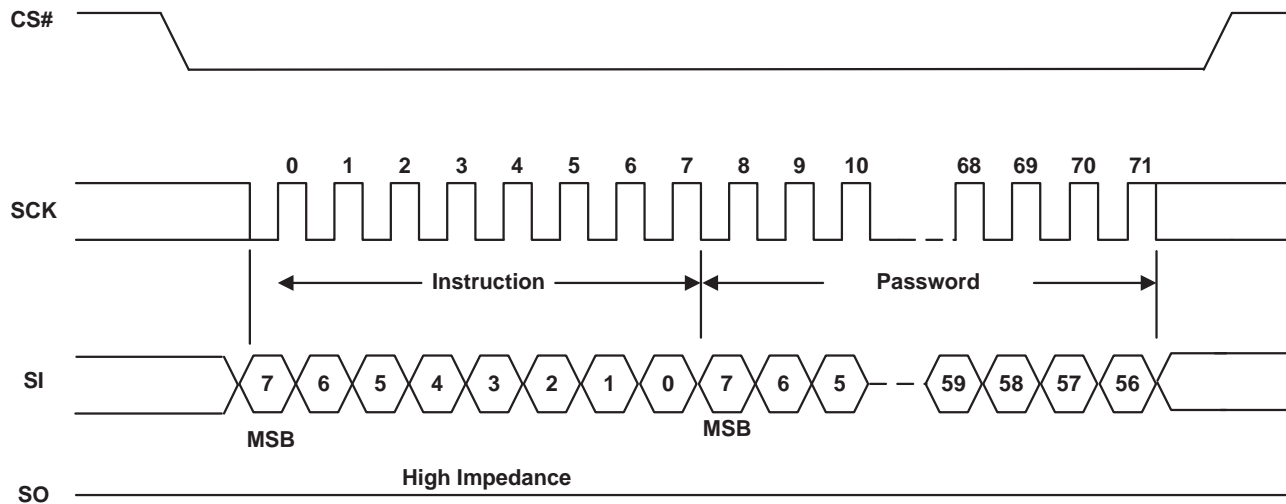 CS#
0 1 2 3 4 5 6 7 8 9 10 68 69 70 71
SCK
Instruction Password
SI 7 6 5 4 3 2 1 0 7 6 5 59 58 57 56
MSB MSB
High Impedance
SO